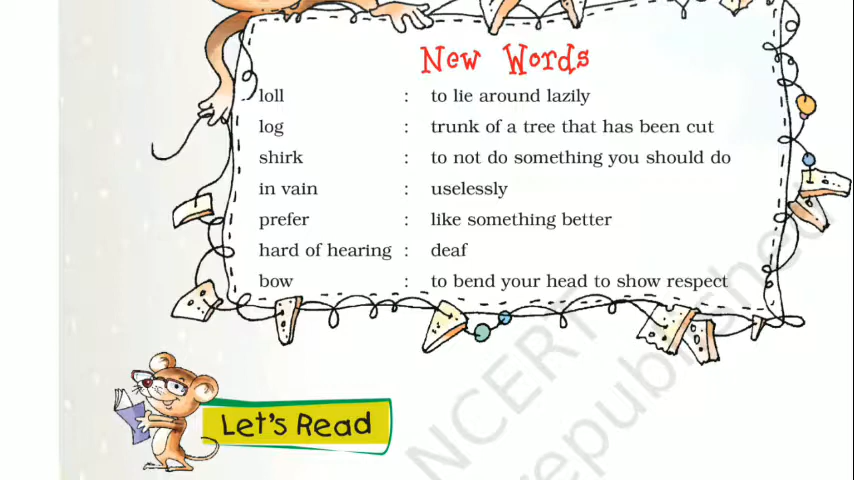 New Words
loll : to lie around lazily
log : trunk of a tree that has been cut
shirk : to not do something you should do
in vain : uselessly
prefer : like something better
hard of hearing : deaf
bow : to bend your head to show respect
Let's Read
NCERT
republished